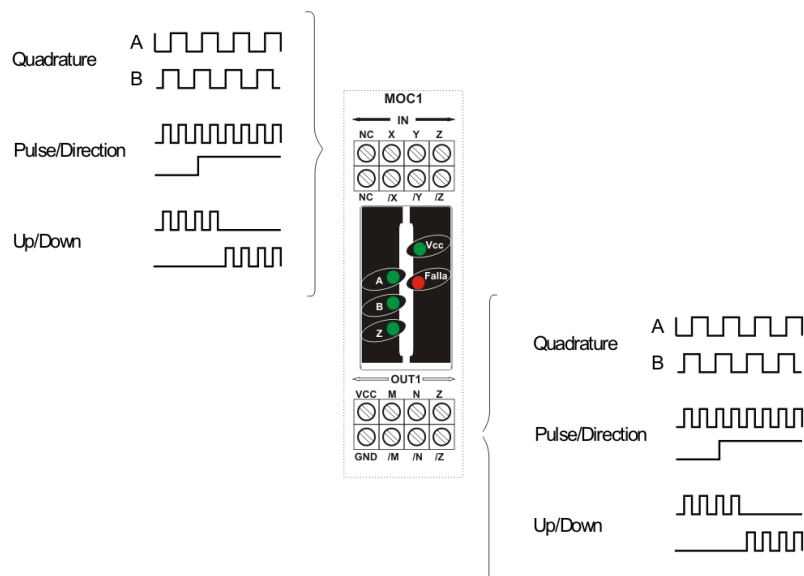 Quadrature
A
B
Pulse/Direction
Up/Down
MOC1
IN
NC X Y Z
NC /X /Y /Z
Vcc
A Falla
B
Z
OUT1
VCC M N Z
GND /M /N /Z
Quadrature
A
B
Pulse/Direction
Up/Down